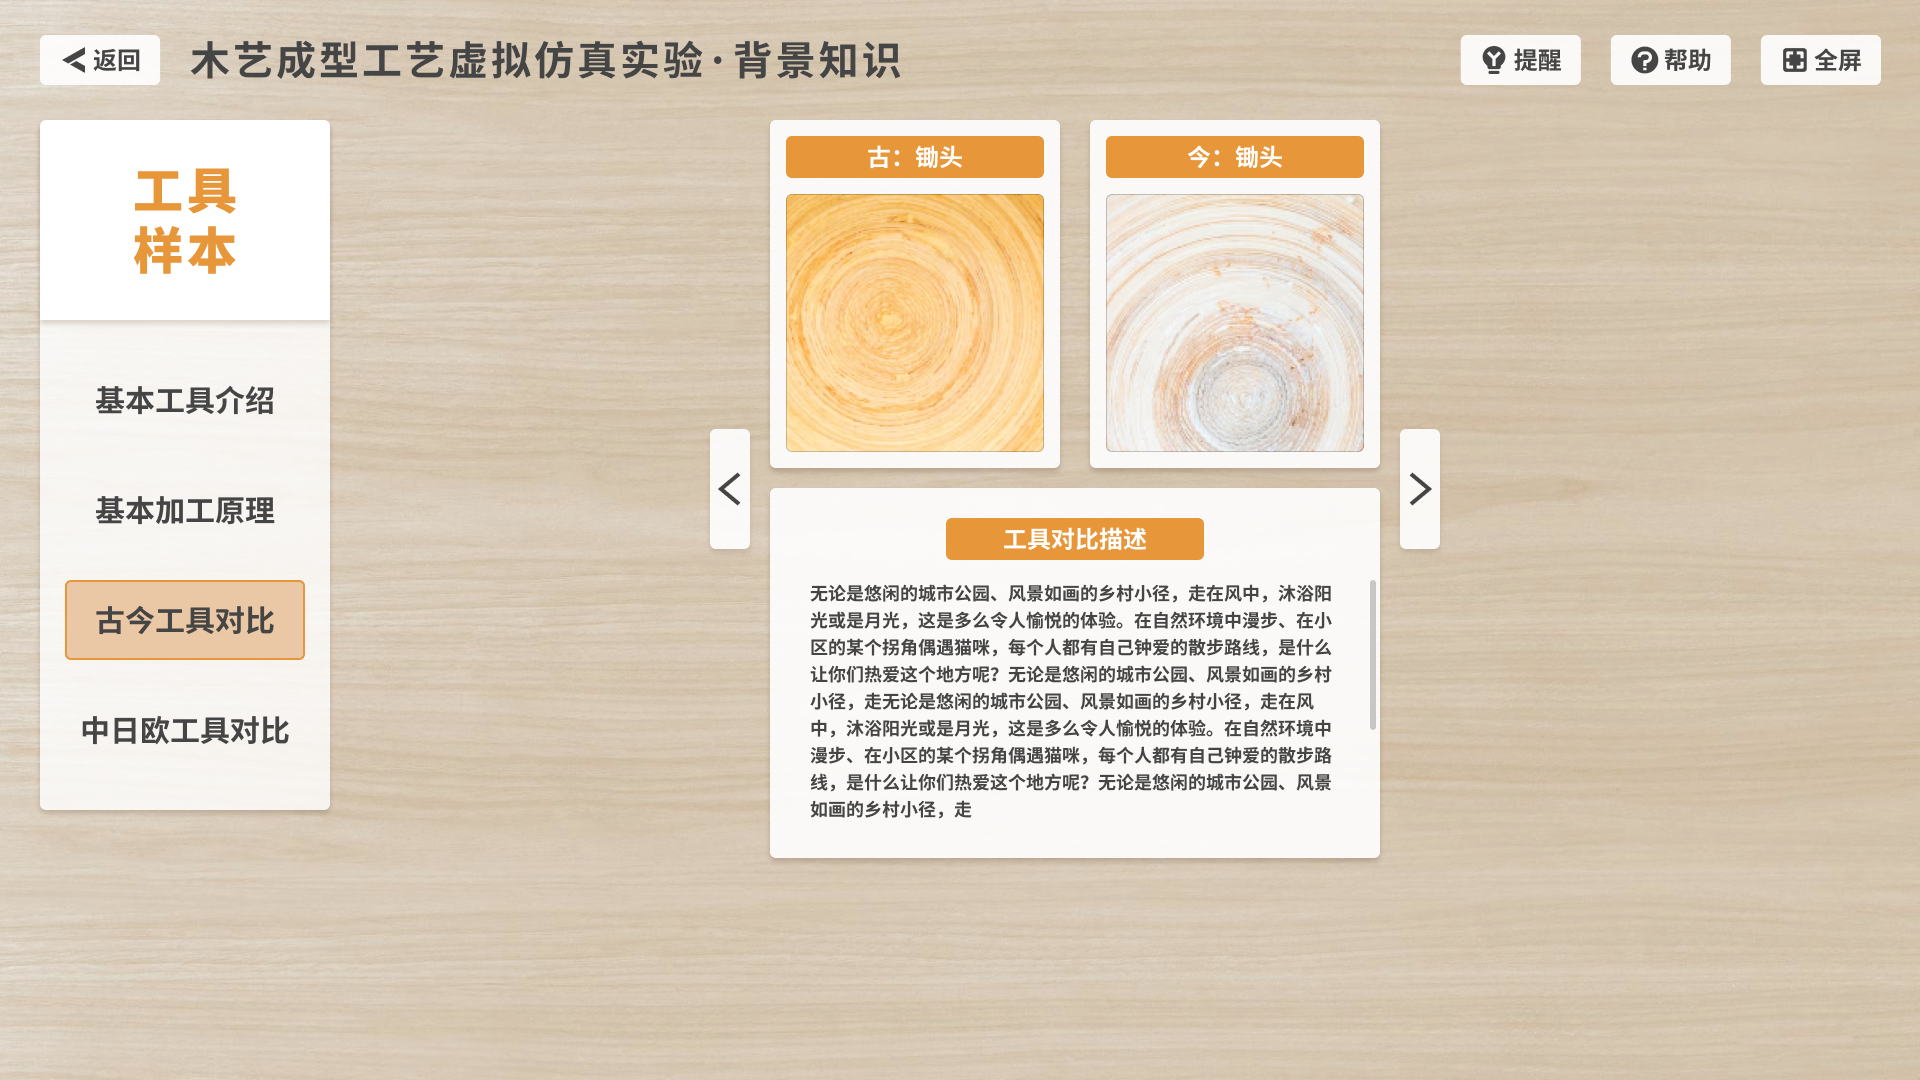 返回
木艺成型工艺虚拟仿真实验·背景知识
提醒
帮助
全屏
工具
样本
基本工具介绍
基本加工原理
古今工具对比
中日欧工具对比
古：锄头
今：锄头
工具对比描述
无论是悠闲的城市公园、风景如画的乡村小径，走在风中，沐浴阳
光或是月光，这是多么令人愉悦的体验。在自然环境中漫步、在小
区的某个拐角偶遇猫咪，每个人都有自己钟爱的散步路线，是什么
让你们热爱这个地方呢？无论是悠闲的城市公园、风景如画的乡村
小径，走无论是悠闲的城市公园、风景如画的乡村小径，走在风
中，沐浴阳光或是月光，这是多么令人愉悦的体验。在自然环境中
漫步、在小区的某个拐角偶遇猫咪，每个人都有自己钟爱的散步路
线，是什么让你们热爱这个地方呢？无论是悠闲的城市公园、风景
如画的乡村小径，走